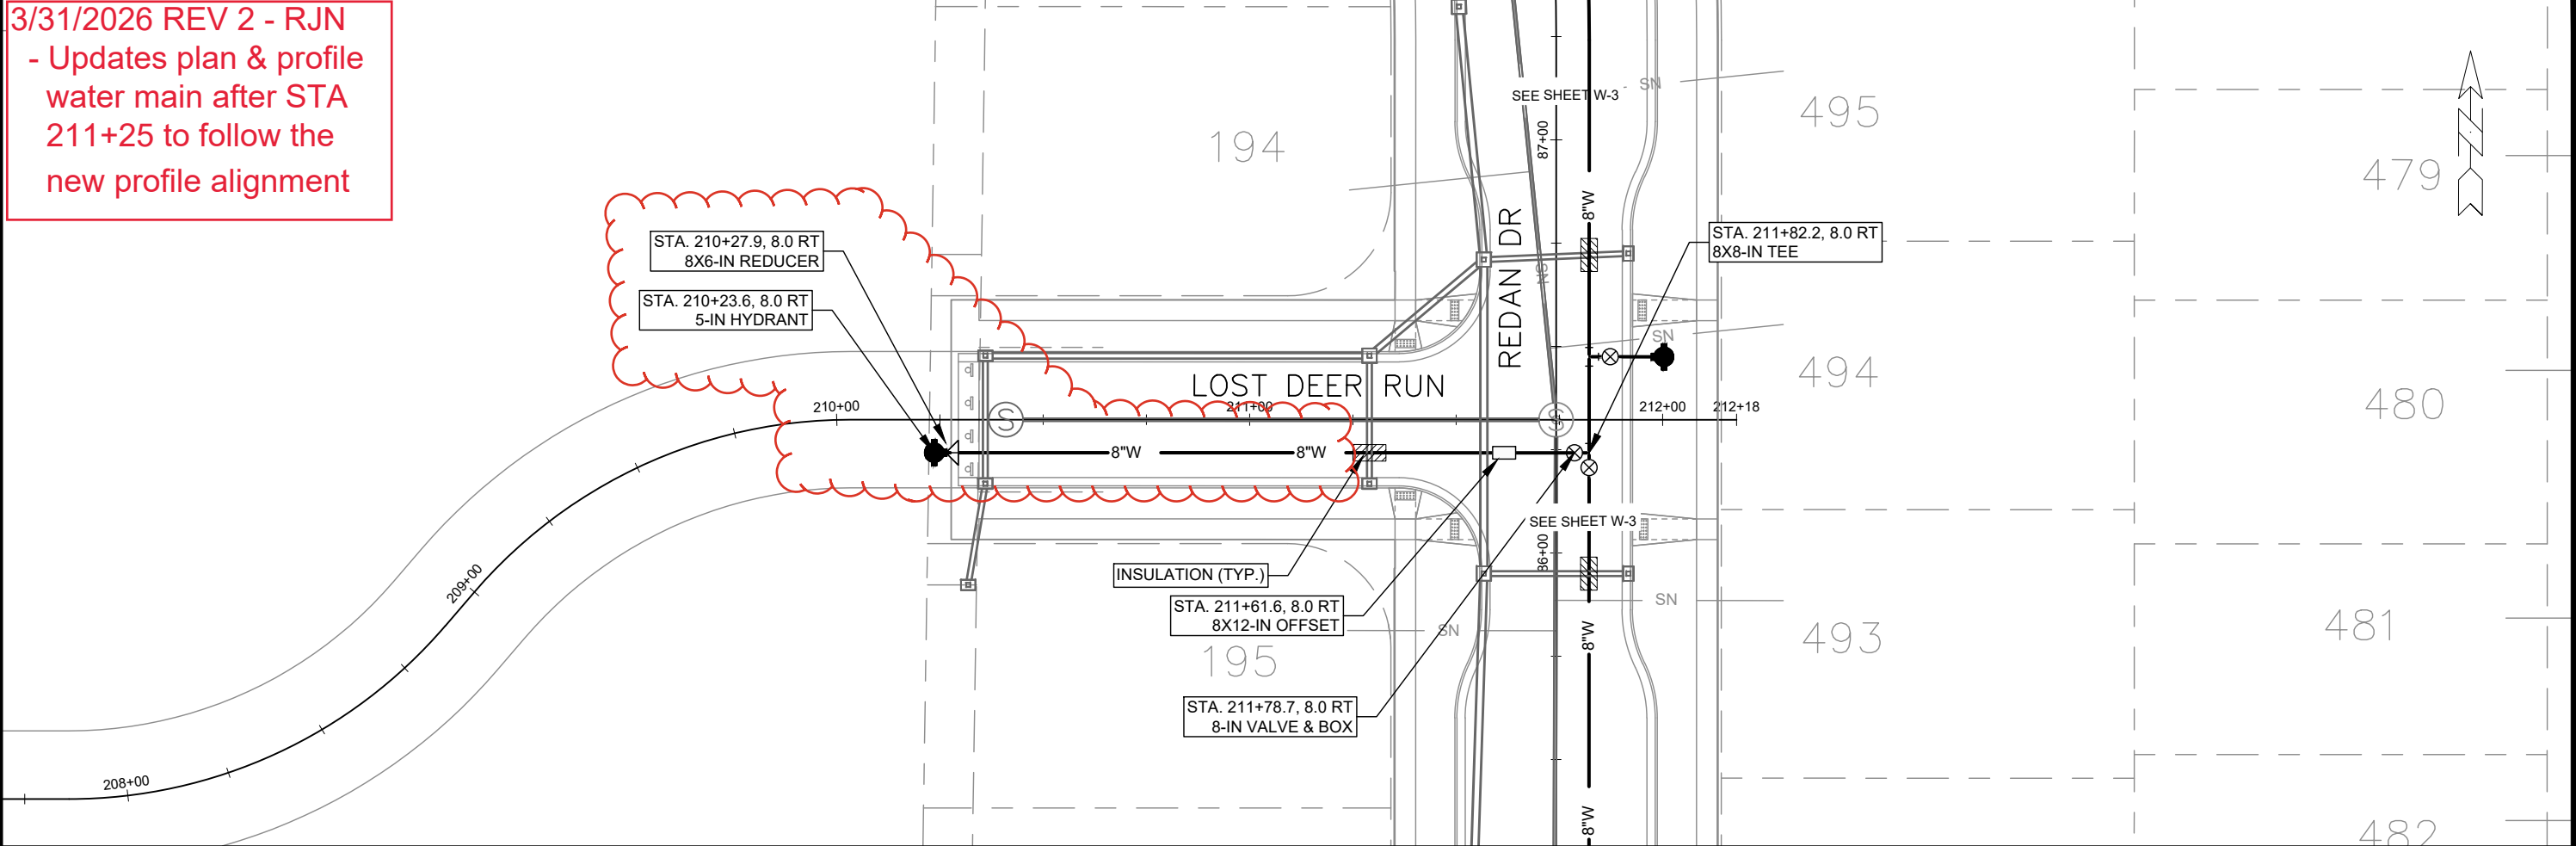 3/31/2026 REV 2 - RJN
- Updates plan & profile
water main after STA
211+25 to follow the
new profile alignment
SEE SHEET W-3
SN
495
194
87+00
479
8"W
STA. 210+27.9, 8.0 RT
8X6-IN REDUCER
STA. 211+82.2, 8.0 RT
8X8-IN TEE
REDAN DR
SN
STA. 210+23.6, 8.0 RT
5-IN HYDRANT
SN
494
LOST DEER RUN
480
210+00
211+00
212+00
212+18
S
S
8"W
8"W
SEE SHEET W-3
86+00
209+00
INSULATION (TYP.)
SN
STA. 211+61.6, 8.0 RT
8X12-IN OFFSET
SN
8"W
493
481
195
STA. 211+78.7, 8.0 RT
8-IN VALVE & BOX
208+00
8"W
482
N